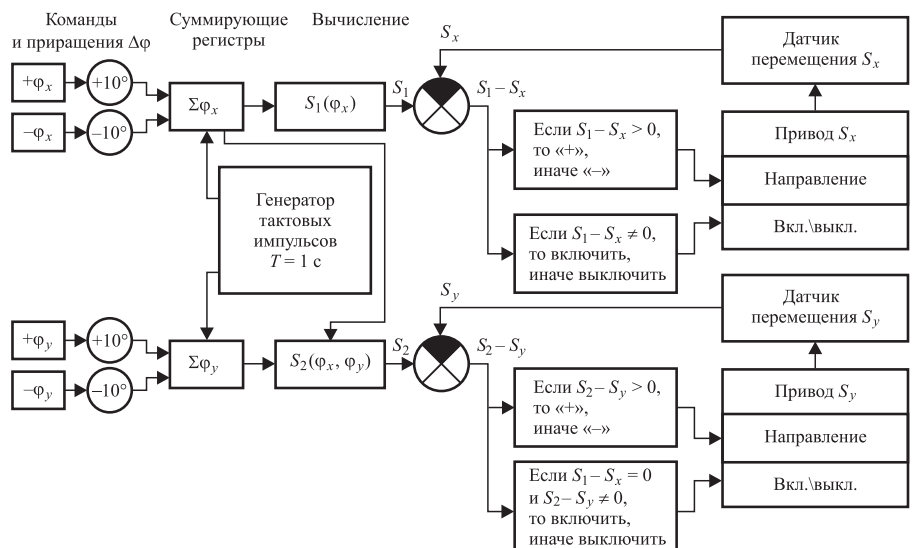 Команды
и приращения Δφ
Суммирующие
регистры
Вычисление
+φx
+10°
–φx
–10°
Σφx
S1(φx)
S1
Sx
S1 – Sx
Если S1 – Sx > 0,
то «+»,
иначе «–»
Если S1 – Sx ≠ 0,
то включить,
иначе выключить
Датчик
перемещения Sx
Привод Sx
Направление
Вкл.\выкл.
Генератор
тактовых
импульсов
T = 1 с
+φy
+10°
–φy
–10°
Σφy
S2(φx, φy)
S2
Sy
S2 – Sy
Если S2 – Sy > 0,
то «+»,
иначе «–»
Если S1 – Sx = 0
и S2 – Sy ≠ 0,
то включить,
иначе выключить
Датчик
перемещения Sy
Привод Sy
Направление
Вкл.\выкл.